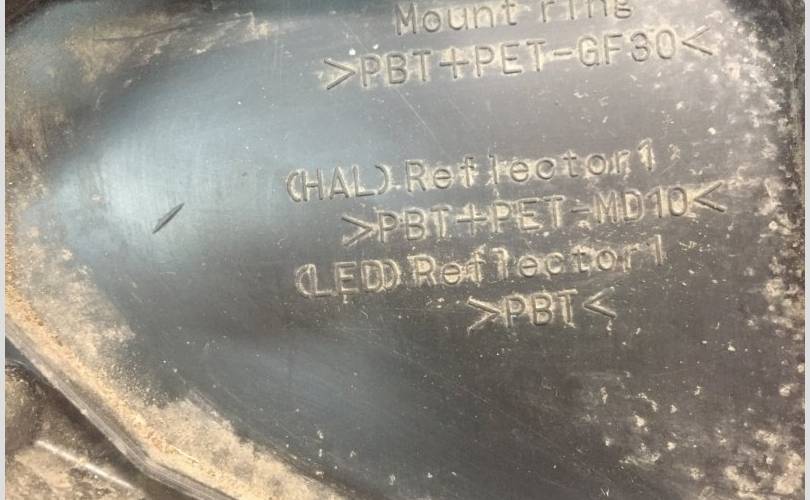 Mount ring
>PBT+PET-GF30<
(HAL) Reflector1
>PBT+PET-MD10<
(LED) Reflector1
>PBT<